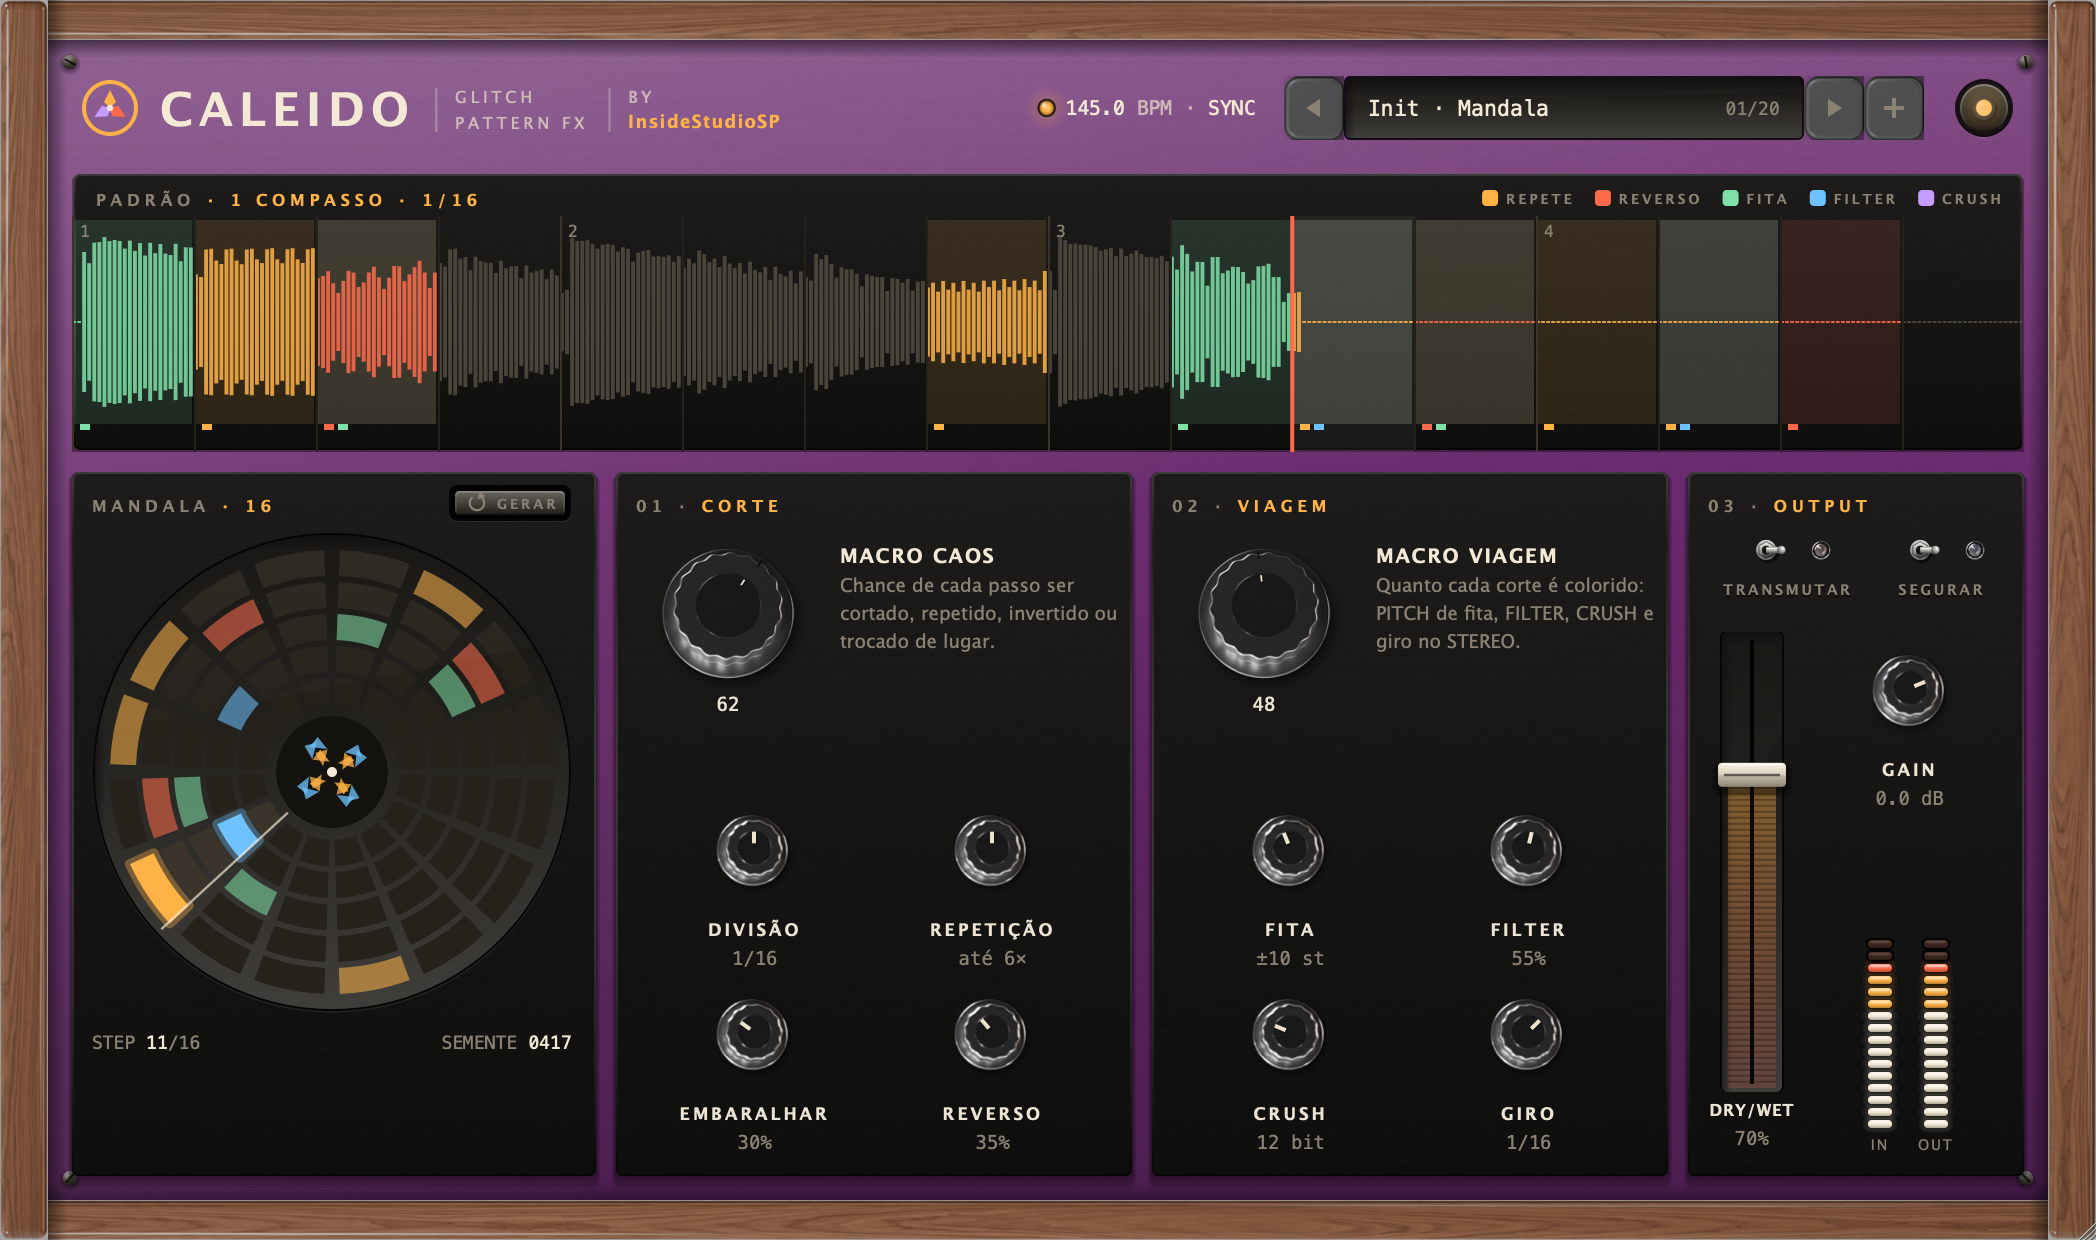 CALEIDO
GLITCH
PATTERN FX
BY
InsideStudioSP
145.0 BPM · SYNC
Init · Mandala
01/20
PADRÃO · 1 COMPASSO · 1/16
REPETE
REVERSO
FITA
FILTER
CRUSH
1
2
3
4
MANDALA · 16
GERAR
STEP 11/16
SEMENTE 0417
01 · CORTE
MACRO CAOS
Chance de cada passo ser
cortado, repetido, invertido ou
trocado de lugar.
62
DIVISÃO
1/16
REPETIÇÃO
até 6×
EMBARALHAR
30%
REVERSO
35%
02 · VIAGEM
MACRO VIAGEM
Quanto cada corte é colorido:
PITCH de fita, FILTER, CRUSH e
giro no STEREO.
48
FITA
±10 st
FILTER
55%
CRUSH
12 bit
GIRO
1/16
03 · OUTPUT
TRANSMUTAR
SEGURAR
GAIN
0.0 dB
DRY/WET
70%
IN
OUT